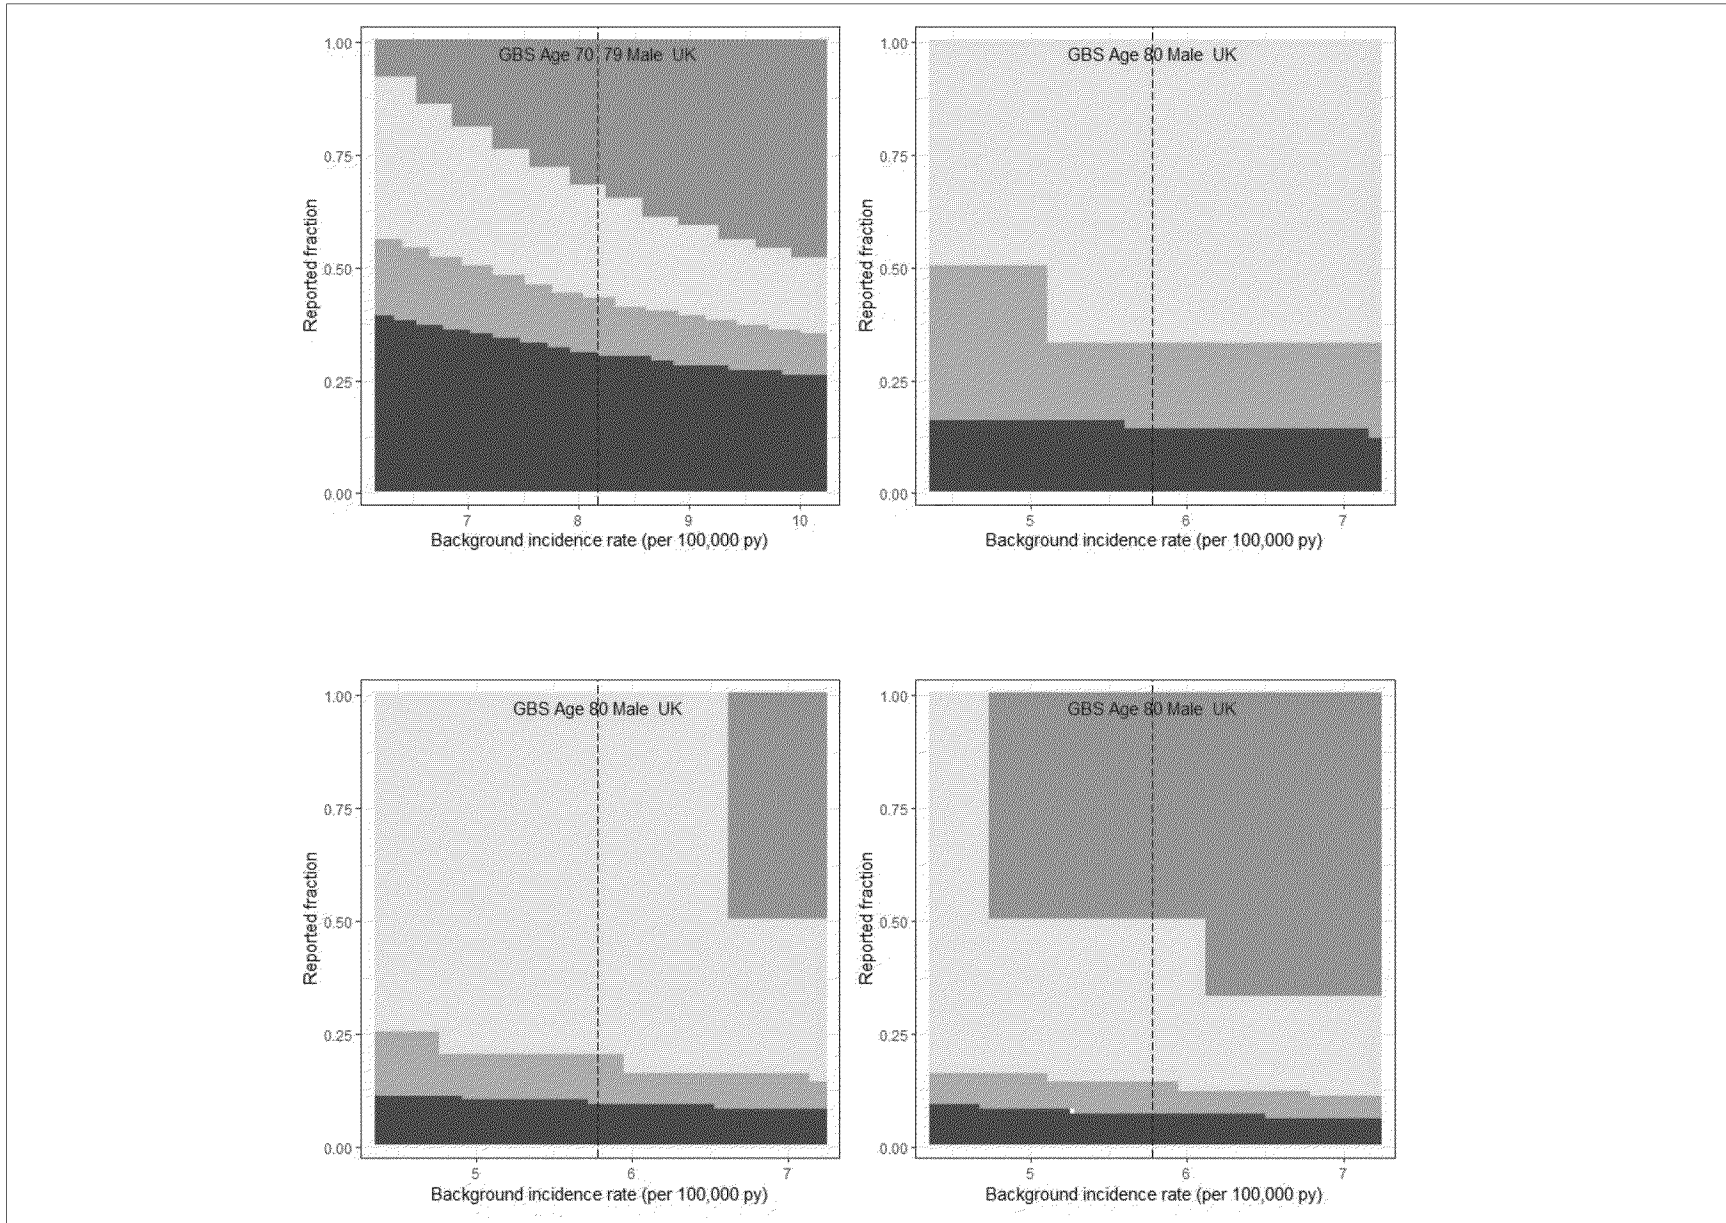 GBS Age 70 79 Male UK
1.00
0.75
0.50
0.25
0.00
Reported fraction
7 8 9 10
Background incidence rate (per 100,000 py)
GBS Age 80 Male UK
1.00
0.75
0.50
0.25
0.00
Reported fraction
5 6 7
Background incidence rate (per 100,000 py)
GBS Age 80 Male UK
1.00
0.75
0.50
0.25
0.00
Reported fraction
5 6 7
Background incidence rate (per 100,000 py)
GBS Age 80 Male UK
1.00
0.75
0.50
0.25
0.00
Reported fraction
5 6 7
Background incidence rate (per 100,000 py)